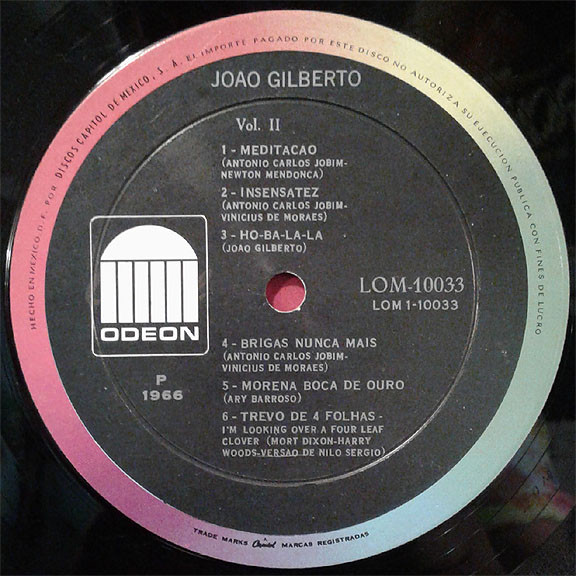 HECHO EN MEXICO D. F. POR: DISCOS CAPITOL DE MEXICO, S. A. EL IMPORTE PAGADO POR ESTE DISCO NO AUTORIZA SU EJECUCION PUBLICA CON FINES DE LUCRO
JOAO GILBERTO
Vol. II
1 - MEDITACAO
(ANTONIO CARLOS JOBIM-
NEWTON MENDONCA)
2 - INSENSATEZ
(ANTONIO CARLOS JOBIM-
VINICIUS DE MORAES)
3 - HO-BA-LA-LA
(JOAO GILBERTO)
ODEON
LOM-10033
LOM 1-10033
P
1966
4 - BRIGAS NUNCA MAIS
(ANTONIO CARLOS JOBIM-
VINICIUS DE MORAES)
5 - MORENA BOCA DE OURO
(ARY BARROSO)
6 - TREVO DE 4 FOLHAS -
I'M LOOKING OVER A FOUR LEAF
CLOVER (MORT DIXON-HARRY
WOODS-VERSAO DE NILO SERGIO)
TRADE MARKS Capitol MARCAS REGISTRADAS